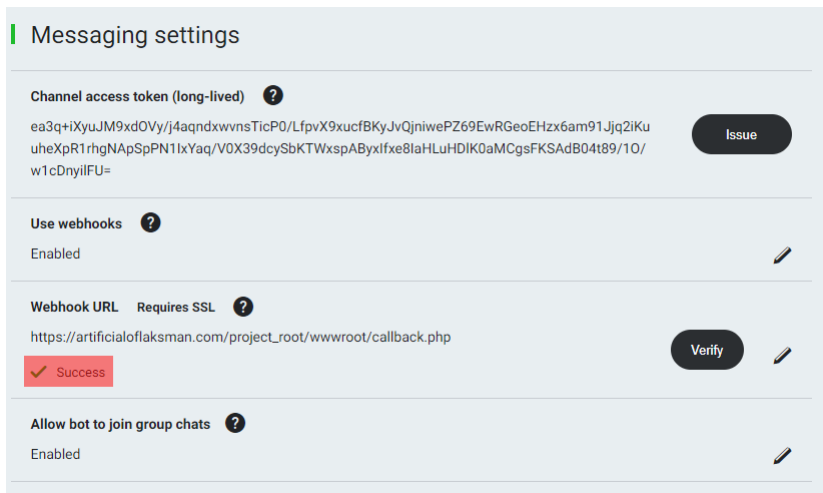 Messaging settings
Channel access token (long-lived) ?
ea3q+iXyuJM9xdOVy/j4aqndxwvnsTicP0/LfpvX9xucfBKyJvQjniwePZ69EwRGeoEHzx6am91Jjq2iKu
uheXpR1rhgNApSpPN1IxYaq/V0X39dcySbKTWxspAByxIfxe8IaHLuHDlK0aMCgsFKSAdB04t89/1O/
w1cDnyilFU=
Issue
Use webhooks ?
Enabled
Webhook URL Requires SSL ?
https://artificialoflaksman.com/project_root/wwwroot/callback.php
Verify
Success
Allow bot to join group chats ?
Enabled